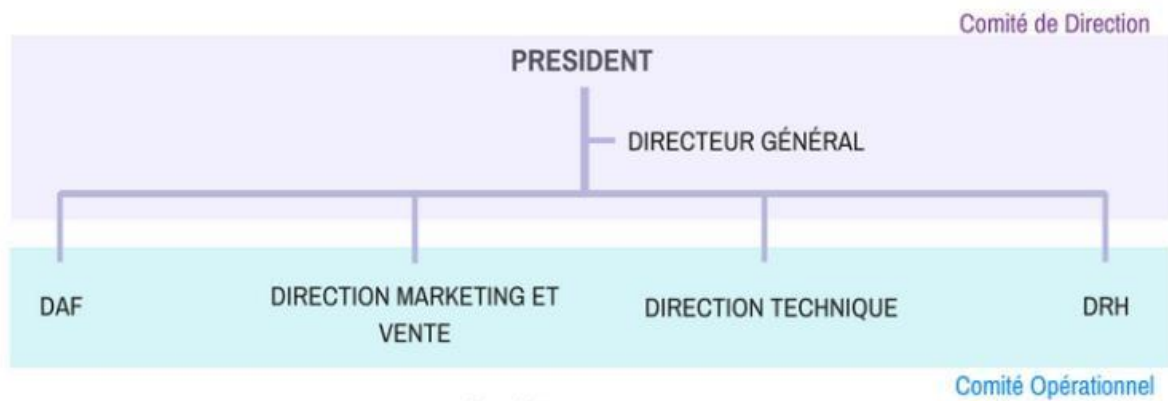 Comité de Direction
PRESIDENT
DIRECTEUR GÉNÉRAL
DAF
DIRECTION MARKETING ET
VENTE
DIRECTION TECHNIQUE
DRH
Comité Opérationnel